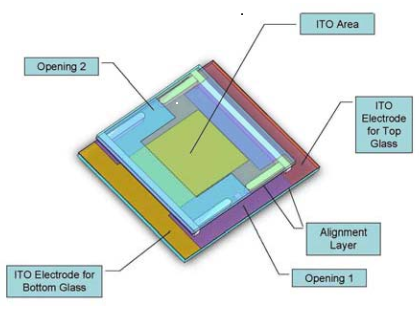 ITO Area
Opening 2
ITO
Electrode
for Top
Glass
Alignment
Layer
ITO Electrode for
Bottom Glass
Opening 1